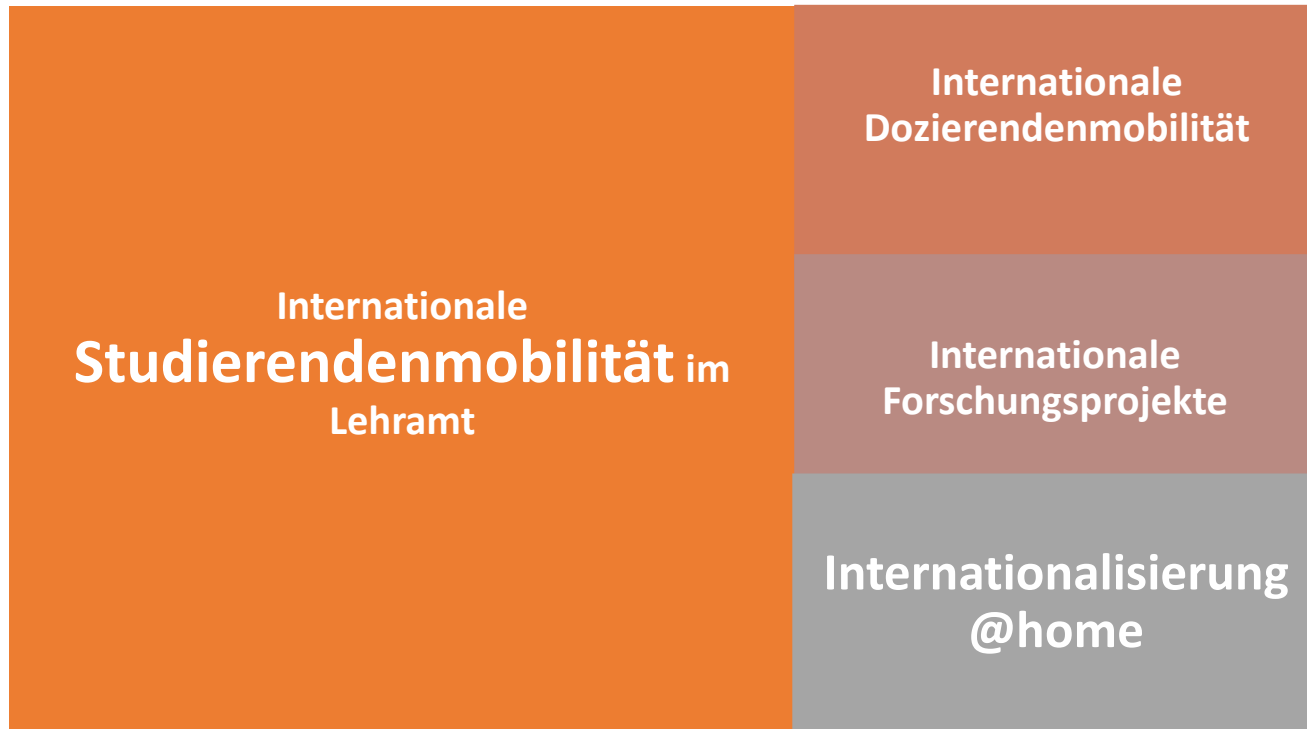 Internationale
Studierendenmobilität im
Lehramt
Internationale
Dozierendenmobilität
Internationale
Forschungsprojekte
Internationalisierung
@home